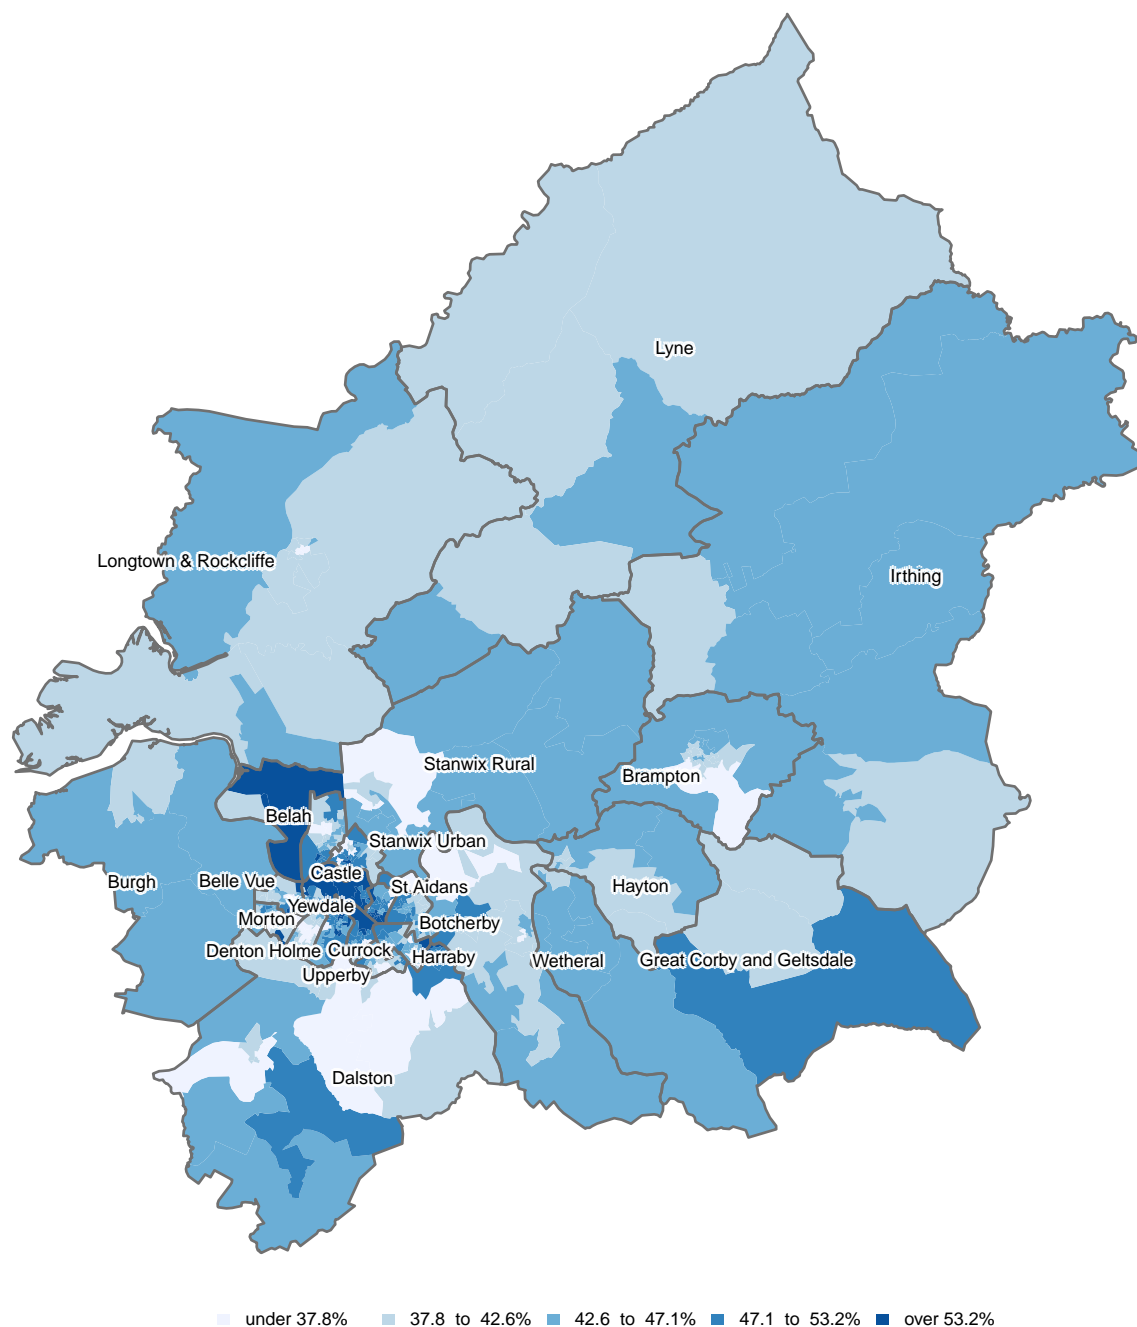 Lyne
Longtown & Rockcliffe
Irthing
Stanwix Rural
Brampton
Belah
Stanwix Urban
Castle
Burgh
Belle Vue
St Aidans
Hayton
Yewdale
Morton
Botcherby
Denton Holme
Currock
Harraby
Wetheral
Great Corby and Geltsdale
Upperby
Dalston
under 37.8% 37.8 to 42.6% 42.6 to 47.1% 47.1 to 53.2% over 53.2%